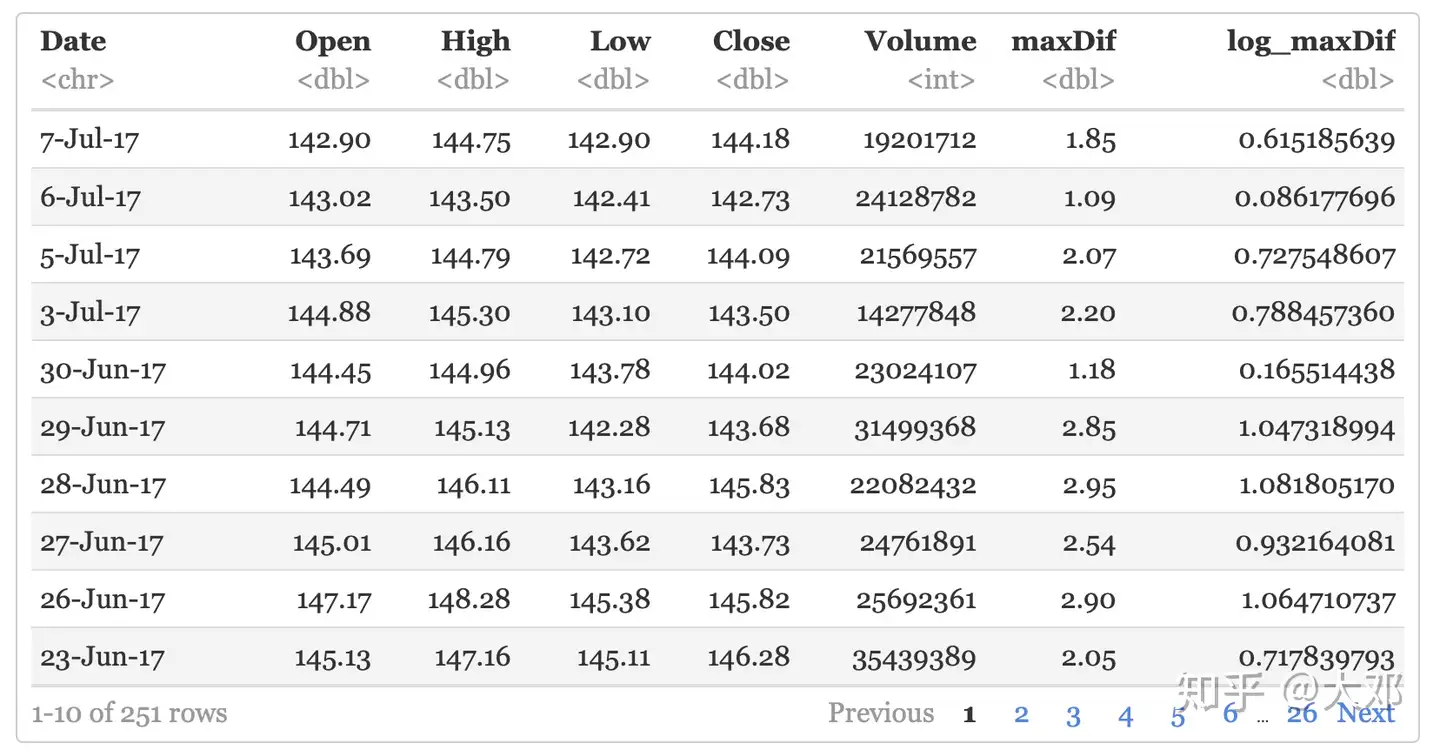 Date Open High Low Close Volume maxDif log_maxDif
<chr> <dbl> <dbl> <dbl> <dbl> <int> <dbl> <dbl>
7-Jul-17 142.90 144.75 142.90 144.18 19201712 1.85 0.615185639
6-Jul-17 143.02 143.50 142.41 142.73 24128782 1.09 0.086177696
5-Jul-17 143.69 144.79 142.72 144.09 21569557 2.07 0.727548607
3-Jul-17 144.88 145.30 143.10 143.50 14277848 2.20 0.788457360
30-Jun-17 144.45 144.96 143.78 144.02 23024107 1.18 0.165514438
29-Jun-17 144.71 145.13 142.28 143.68 31499368 2.85 1.047318994
28-Jun-17 144.49 146.11 143.16 145.83 22082432 2.95 1.081805170
27-Jun-17 145.01 146.16 143.62 143.73 24761891 2.54 0.932164081
26-Jun-17 147.17 148.28 145.38 145.82 25692361 2.90 1.064710737
23-Jun-17 145.13 147.16 145.11 146.28 35439389 2.05 0.717839793
1-10 of 251 rows Previous 1 2 3 4 5 6 ... 26 Next
知乎 @大邓